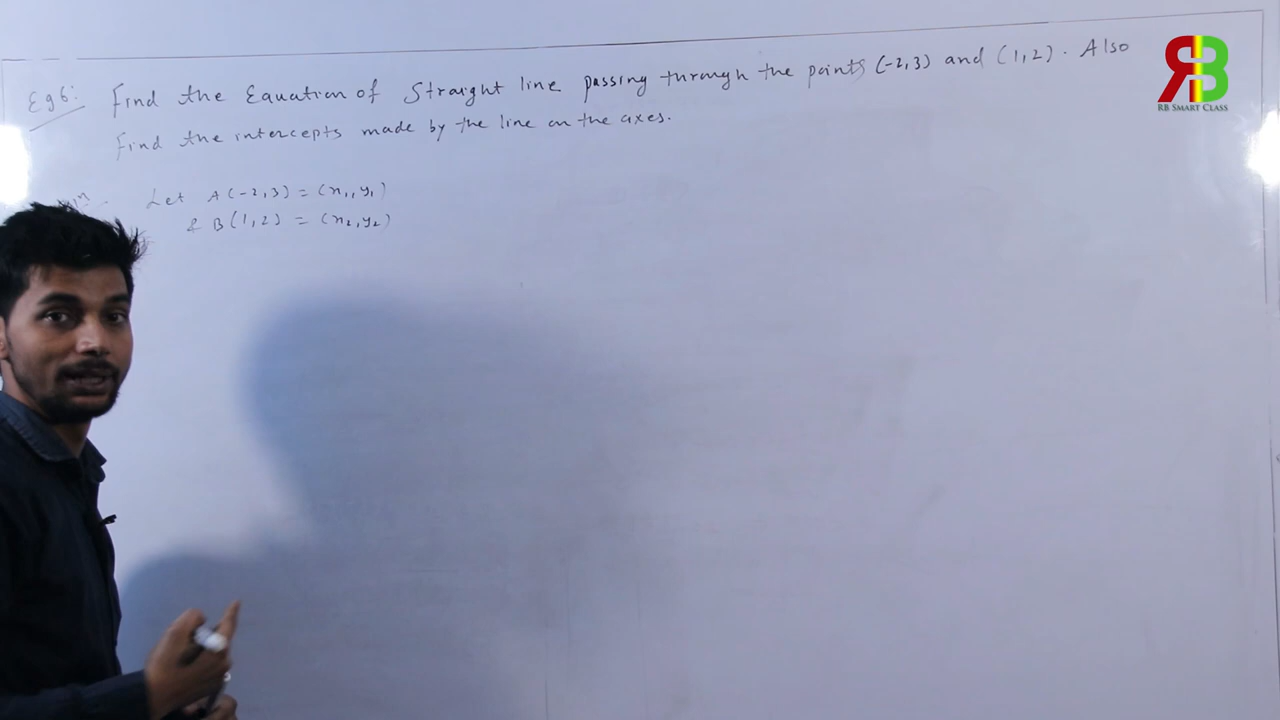 Eg 6: Find the Equation of Straight line passing through the points (-2,3) and (1,2). Also
Find the intercepts made by the line on the axes.
Let A(-2,3) = (x₁,y₁)
& B(1,2) = (x₂,y₂)
RB
RB SMART CLASS